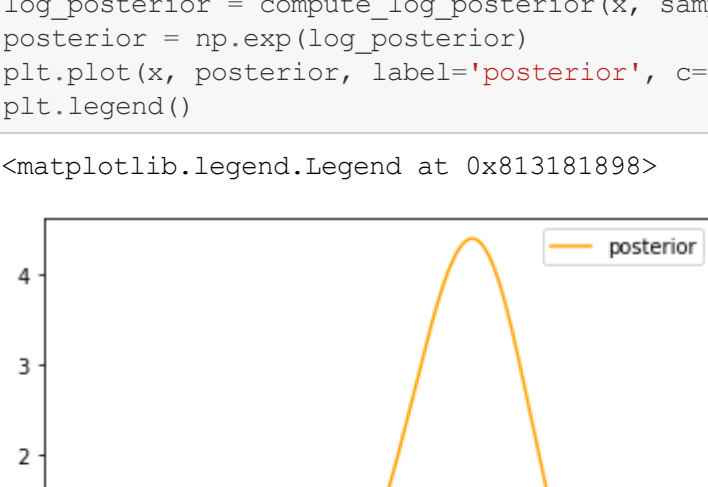 log_posterior = compute_log_posterior(x,
posterior = np.exp(log_posterior)
plt.plot(x, posterior, label='posterior', c=
plt.legend()
<matplotlib.legend.Legend at 0x813181898>
posterior
4
3
2